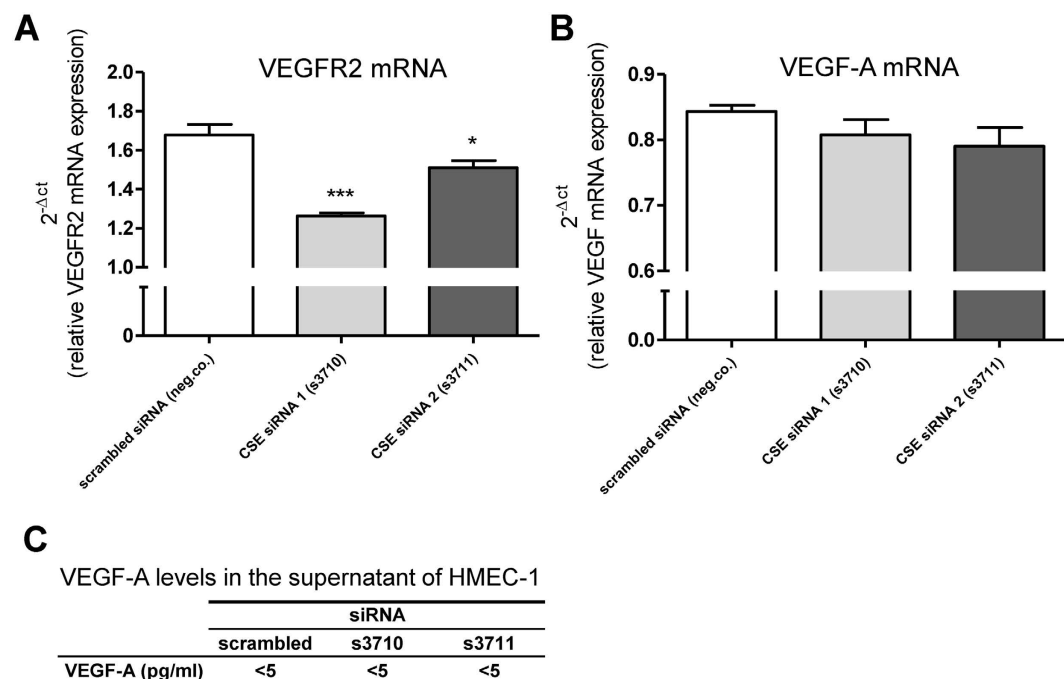 A
VEGFR2 mRNA
2-Δct
(relative VEGFR2 mRNA expression)
2.0
1.8
1.6
1.4
1.2
1.0
0
***
*
scrambled siRNA (neg.co.)
CSE siRNA 1 (s3710)
CSE siRNA 2 (s3711)
B
VEGF-A mRNA
2-Δct
(relative VEGF mRNA expression)
0.9
0.8
0.7
0.6
0.0
scrambled siRNA (neg.co.)
CSE siRNA 1 (s3710)
CSE siRNA 2 (s3711)
C
VEGF-A levels in the supernatant of HMEC-1
siRNA
scrambled s3710 s3711
VEGF-A (pg/ml) <5 <5 <5